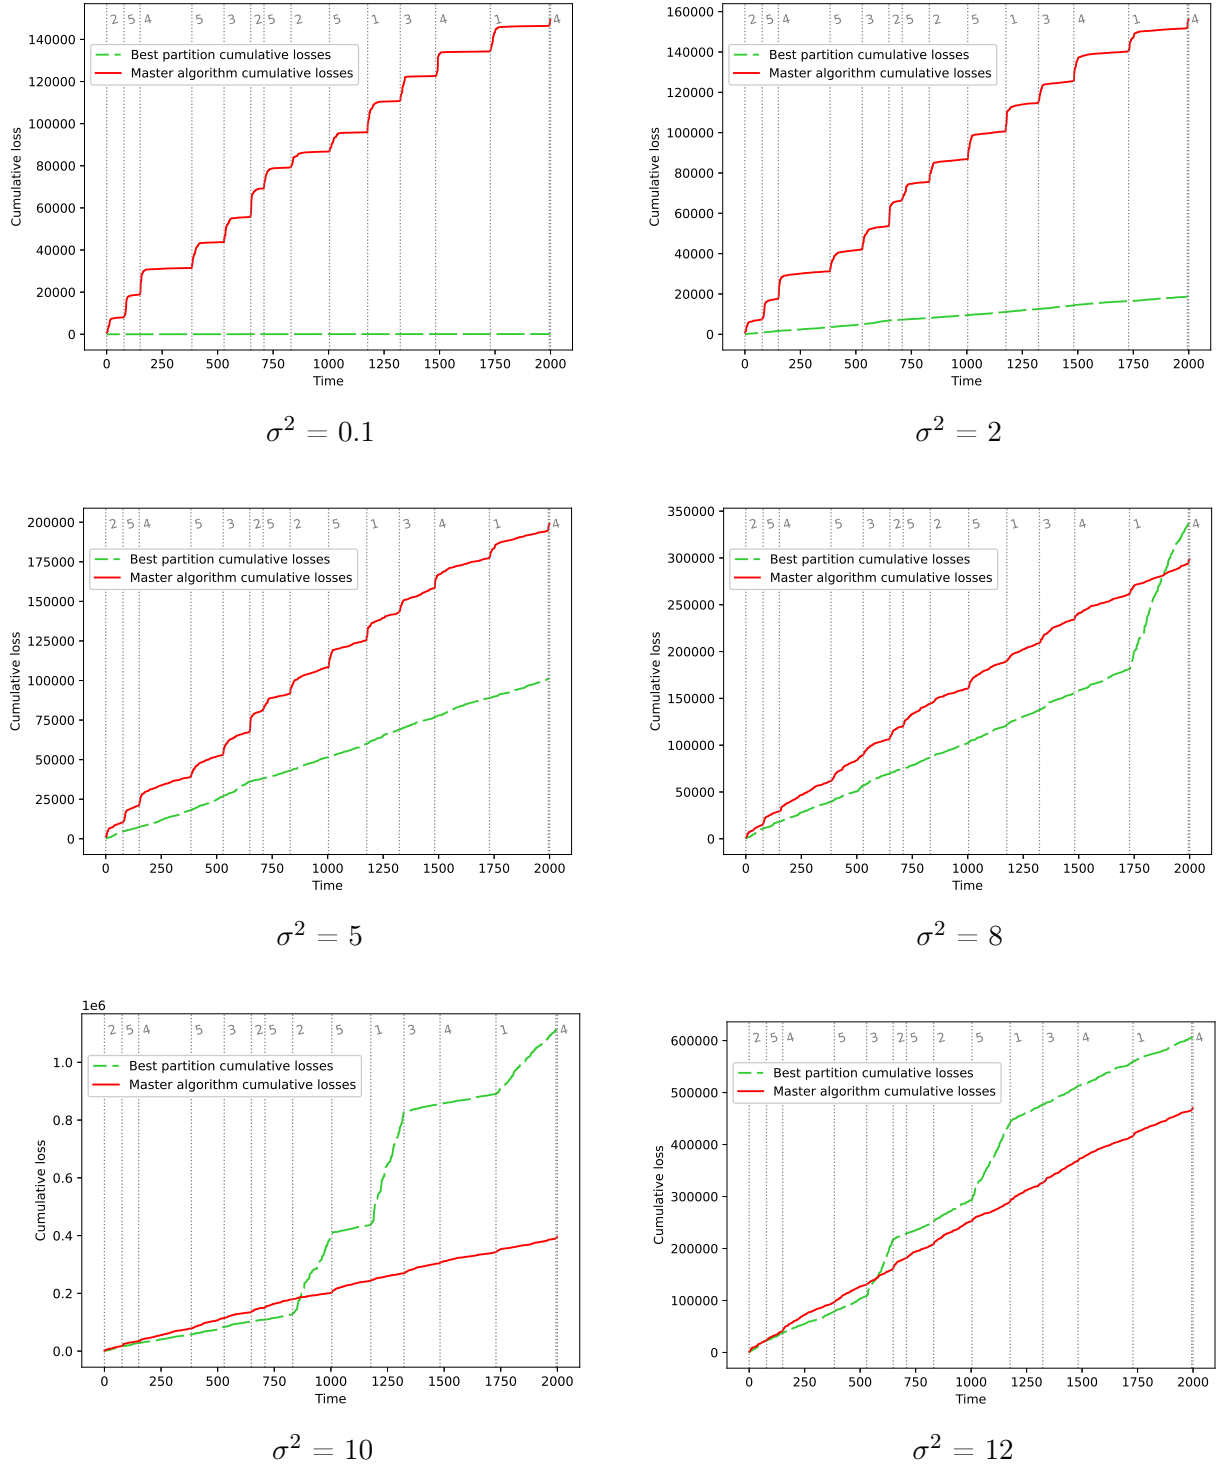 2 5 4 5 3 2 5 2 5 1 3 4 1 4
140000
120000
100000
80000
60000
40000
20000
0
Cumulative loss
Best partition cumulative losses
Master algorithm cumulative losses
0 250 500 750 1000 1250 1500 1750 2000
Time
σ² = 0.1
2 5 4 5 3 2 5 2 5 1 3 4 1 4
160000
140000
120000
100000
80000
60000
40000
20000
0
Cumulative loss
Best partition cumulative losses
Master algorithm cumulative losses
0 250 500 750 1000 1250 1500 1750 2000
Time
σ² = 2
2 5 4 5 3 2 5 2 5 1 3 4 1 4
200000
175000
150000
125000
100000
75000
50000
25000
0
Cumulative loss
Best partition cumulative losses
Master algorithm cumulative losses
0 250 500 750 1000 1250 1500 1750 2000
Time
σ² = 5
2 5 4 5 3 2 5 2 5 1 3 4 1 4
350000
300000
250000
200000
150000
100000
50000
0
Cumulative loss
Best partition cumulative losses
Master algorithm cumulative losses
0 250 500 750 1000 1250 1500 1750 2000
Time
σ² = 8
1e6
2 5 4 5 3 2 5 2 5 1 3 4 1 4
1.0
0.8
0.6
0.4
0.2
0.0
Cumulative loss
Best partition cumulative losses
Master algorithm cumulative losses
0 250 500 750 1000 1250 1500 1750 2000
Time
σ² = 10
2 5 4 5 3 2 5 2 5 1 3 4 1 4
600000
500000
400000
300000
200000
100000
0
Cumulative loss
Best partition cumulative losses
Master algorithm cumulative losses
0 250 500 750 1000 1250 1500 1750 2000
Time
σ² = 12